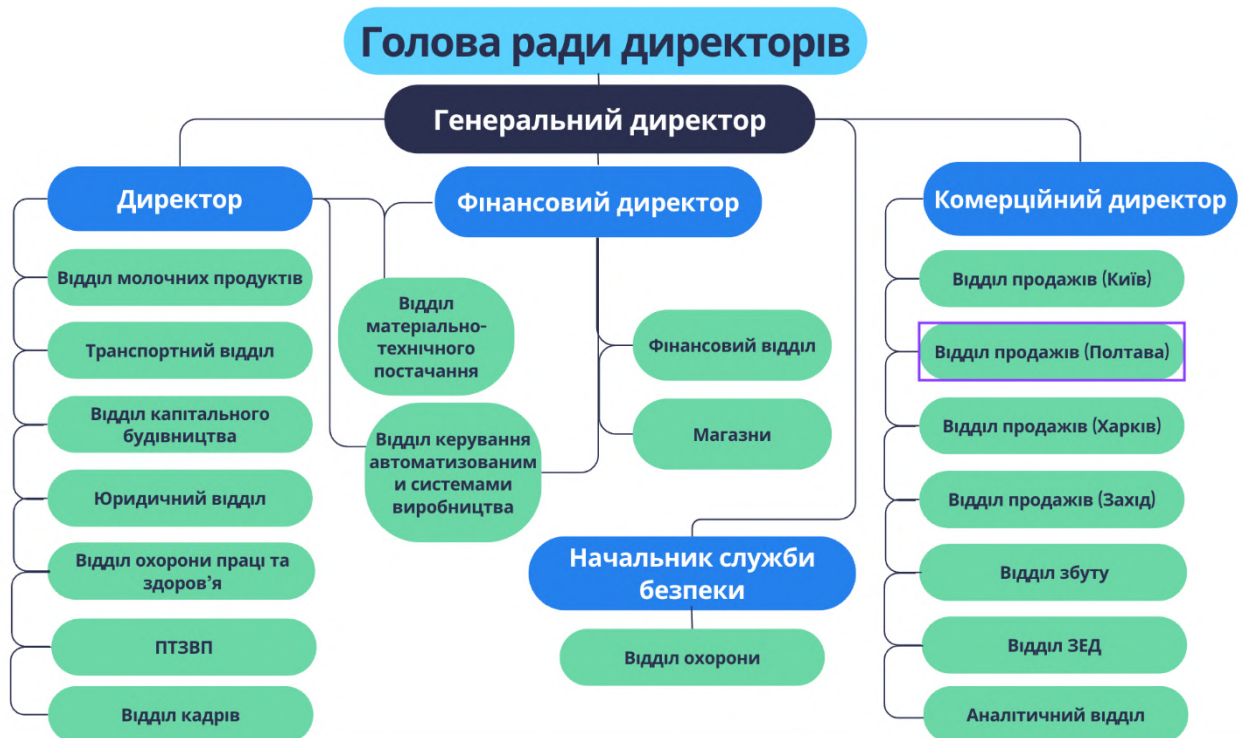 Голова ради директорів
Генеральний директор
Директор
Фінансовий директор
Комерційний директор
Відділ молочних продуктів
Транспортний відділ
Відділ капітального
будівництва
Юридичний відділ
Відділ охорони праці та
здоров’я
ПТЗВП
Відділ кадрів
Відділ
матеріально-
технічного
постачання
Відділ керування
автоматизованим
и системами
виробництва
Фінансовий відділ
Магазни
Начальник служби
безпеки
Відділ охорони
Відділ продажів (Київ)
Відділ продажів (Полтава)
Відділ продажів (Харків)
Відділ продажів (Захід)
Відділ збуту
Відділ ЗЕД
Аналітичний відділ